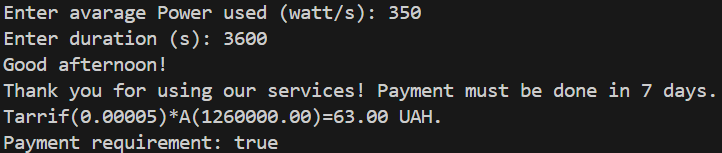 Enter avarage Power used (watt/s): 350
Enter duration (s): 3600
Good afternoon!
Thank you for using our services! Payment must be done in 7 days.
Tarrif(0.00005)*A(1260000.00)=63.00 UAH.
Payment requirement: true